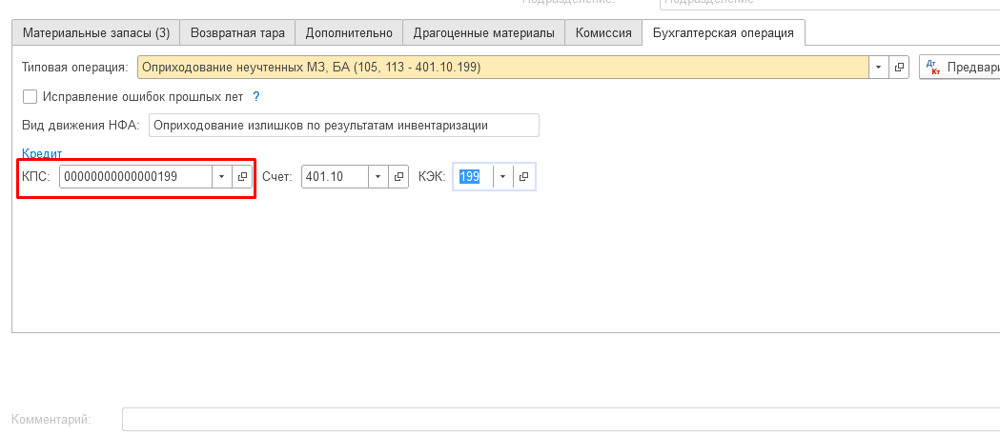 Подразделение: Подразделение
Материальные запасы (3) Возвратная тара Дополнительно Драгоценные материалы Комиссия Бухгалтерская операция
Типовая операция: Оприходование неучтенных МЗ, БА (105, 113 - 401.10.199) Дт Кт Предвари
Исправление ошибок прошлых лет ?
Вид движения НФА: Оприходование излишков по результатам инвентаризации
Кредит
КПС: 00000000000000199 Счет: 401.10 КЭК: 199
Комментарий: